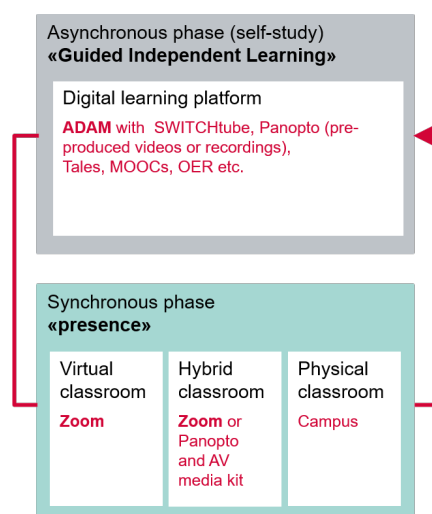 Asynchronous phase (self-study)
«Guided Independent Learning»
Digital learning platform
ADAM with SWITCHtube, Panopto (pre-
produced videos or recordings),
Tales, MOOCs, OER etc.
Synchronous phase
«presence»
Virtual
classroom
Zoom
Hybrid
classroom
Zoom or
Panopto
and AV
media kit
Physical
classroom
Campus